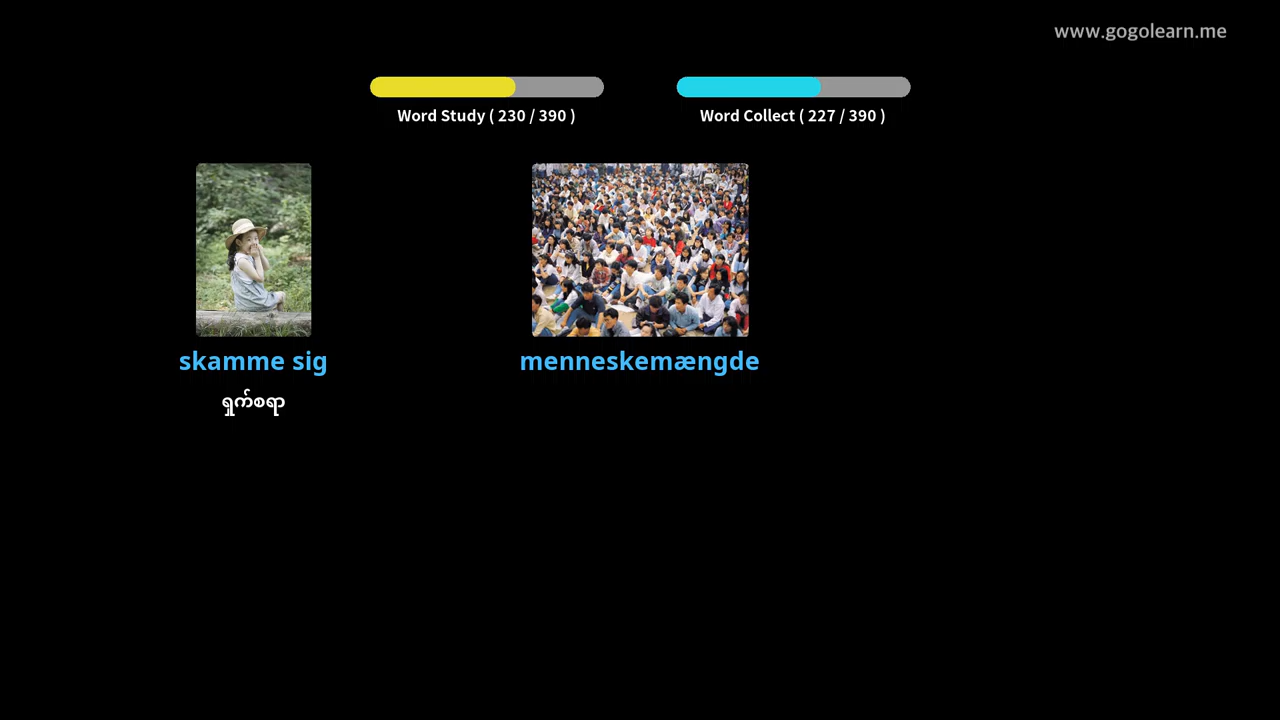 www.gogolearn.me
Word Study ( 230 / 390 )
Word Collect ( 227 / 390 )
skamme sig
menneskemængde
ရှက်စရာ